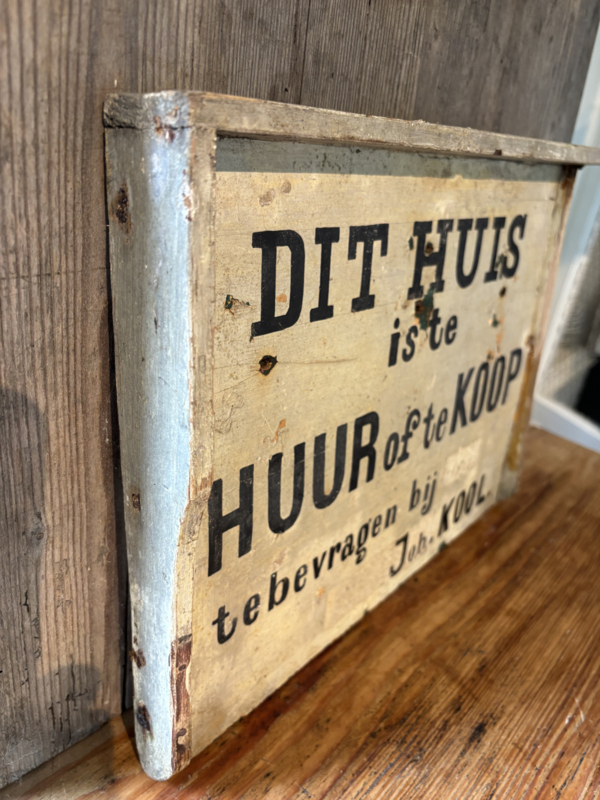 DIT HUIS
is te
HUUR of te KOOP
te bevragen bij
Joh. KOOL.